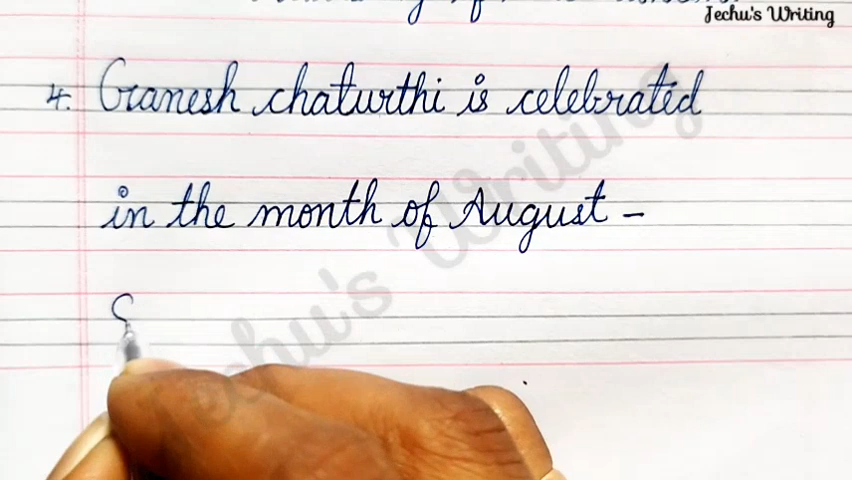 Jechu's Writing
4. Ganesh chaturthi is celebrated
in the month of August -
S